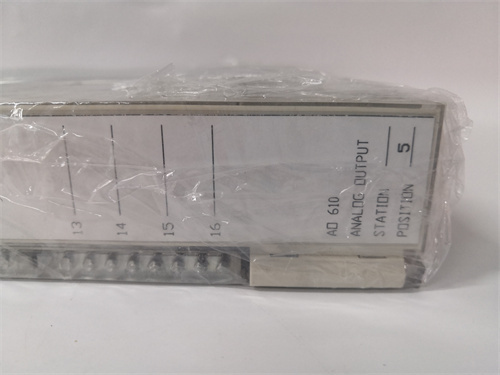 13
14
15
16
AO 610
ANALOG OUTPUT
STATION
POSITION 5